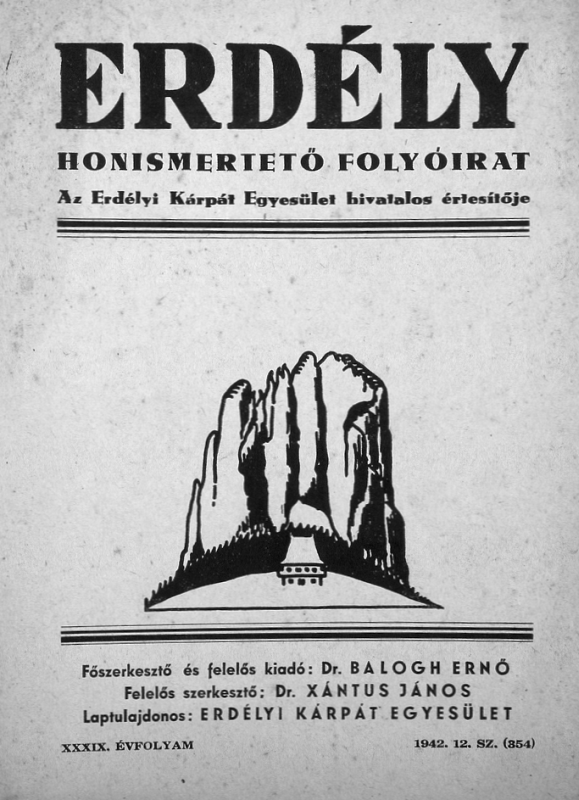 ERDÉLY
HONISMERTETŐ FOLYÓIRAT
Az Erdélyi Kárpát Egyesület hivatalos értesítője
Főszerkesztő és felelős kiadó: Dr. BALOGH ERNŐ
Felelős szerkesztő: Dr. XÁNTUS JÁNOS
Laptulajdonos: ERDÉLYI KÁRPÁT EGYESÜLET
XXXIX. ÉVFOLYAM
1942. 12. SZ. (354)